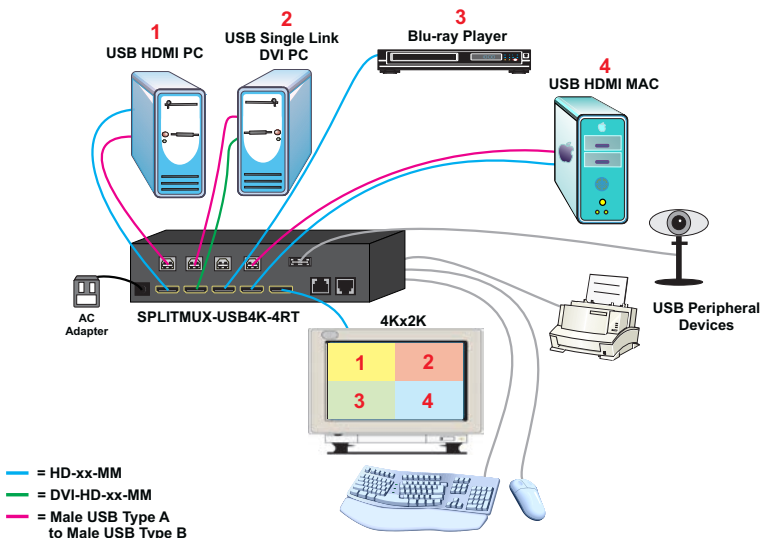 1
USB HDMI PC
2
USB Single Link
DVI PC
3
Blu-ray Player
4
USB HDMI MAC
AC
Adapter
SPLITMUX-USB4K-4RT
4Kx2K
USB Peripheral
Devices
1
2
3
4
= HD-xx-MM
= DVI-HD-xx-MM
= Male USB Type A
to Male USB Type B